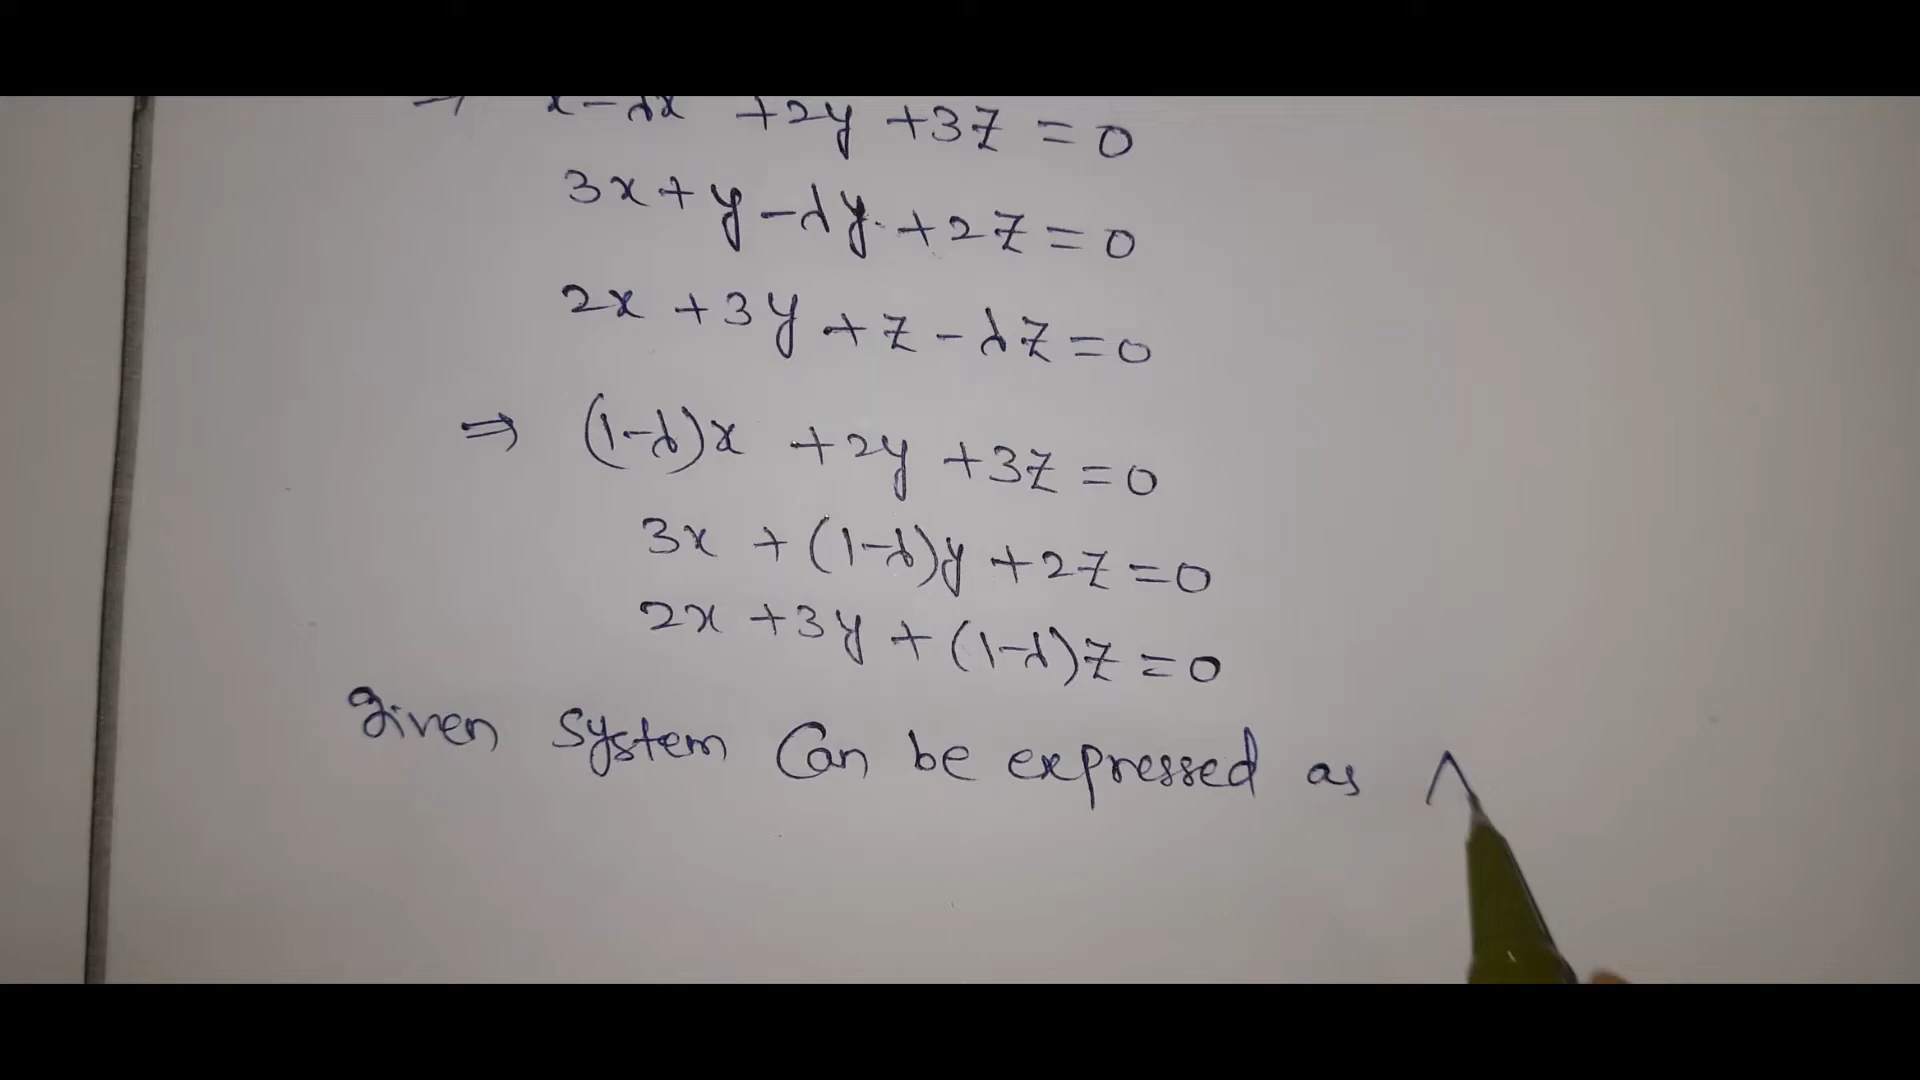 ⇒ x-λx +2y +3z = 0
3x+y-λy+2z=0
2x+3y+z-λz=0
⇒ (1-λ)x +2y +3z=0
3x +(1-λ)y +2z=0
2x +3y +(1-λ)z =0
given system Can be expressed as